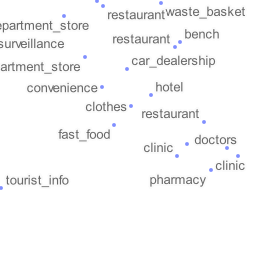 restaurant
waste_basket
epartment_store
surveillance
restaurant
bench
artment_store
car_dealership
convenience
hotel
clothes
restaurant
fast_food
clinic
doctors
clinic
tourist_info
pharmacy